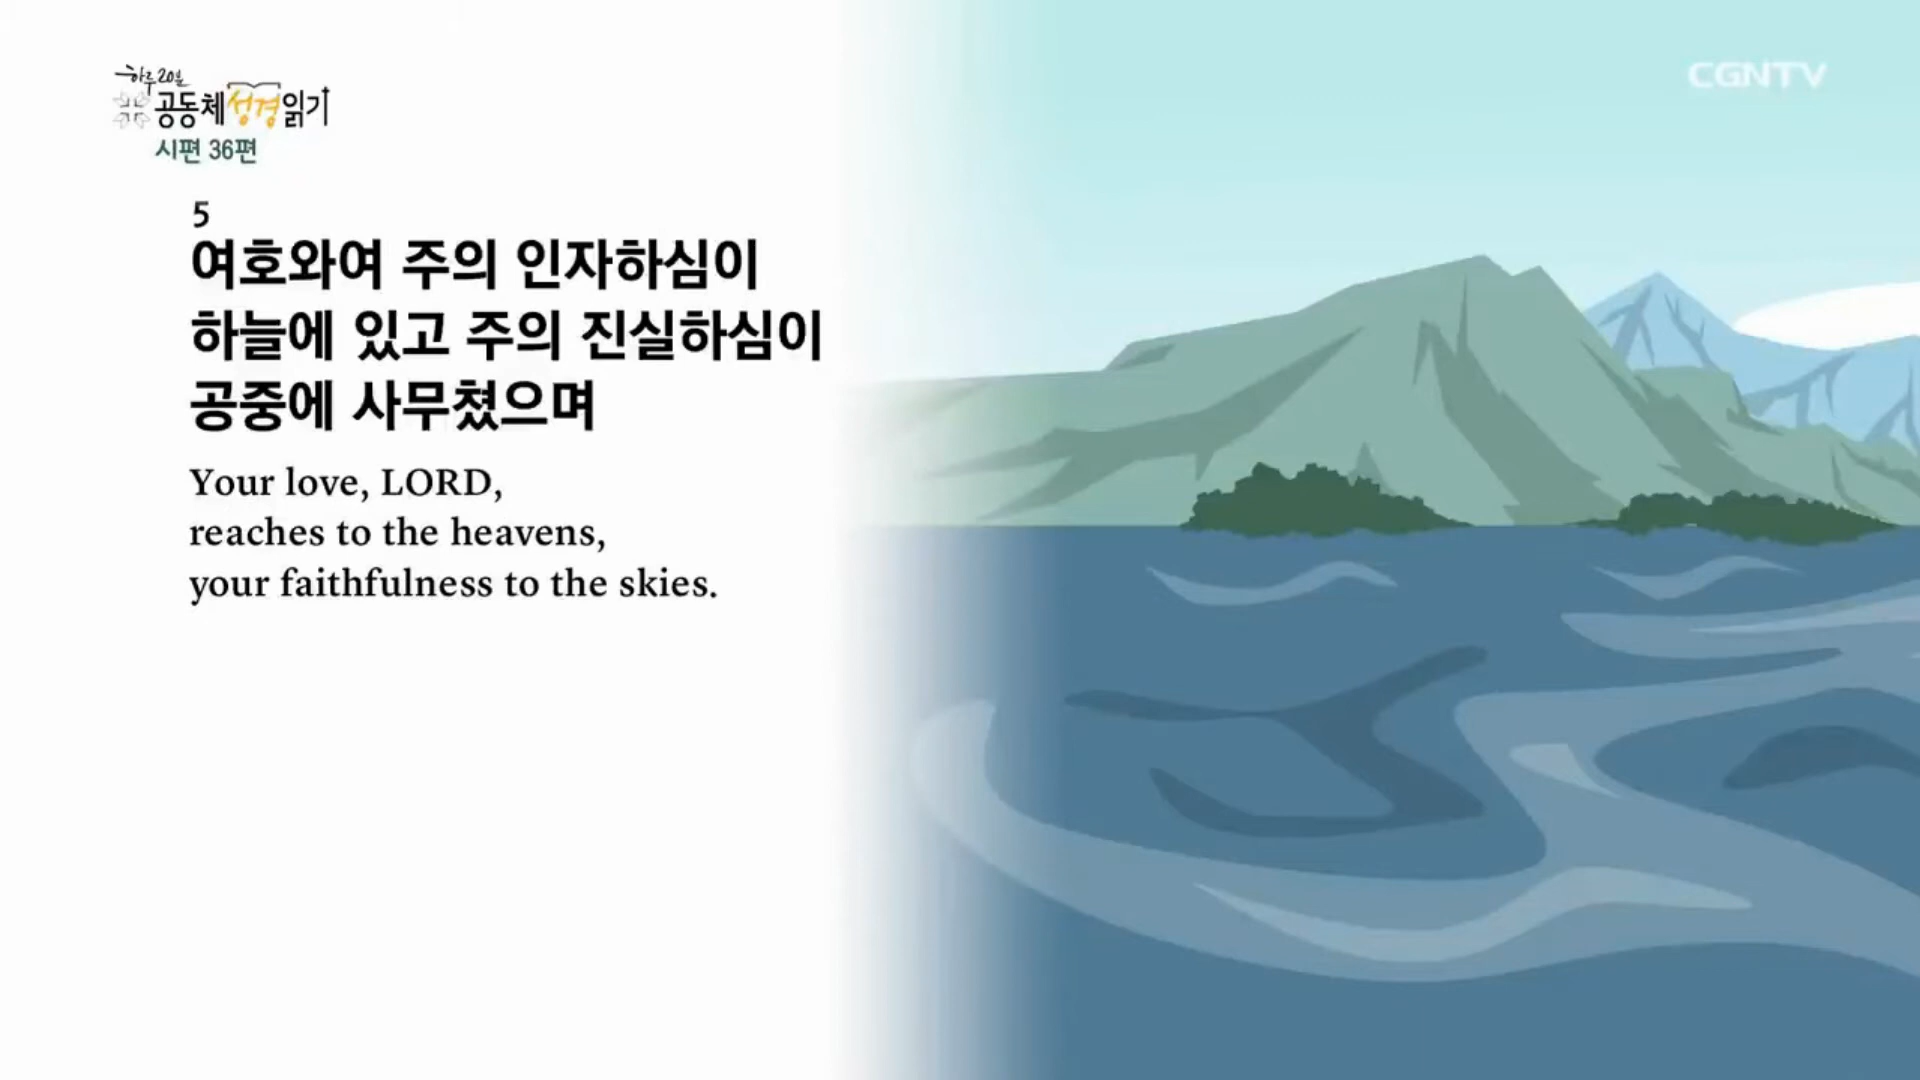 하루20분
공동체성경읽기
시편 36편
CGNTV
5
여호와여 주의 인자하심이
하늘에 있고 주의 진실하심이
공중에 사무쳤으며
Your love, LORD,
reaches to the heavens,
your faithfulness to the skies.